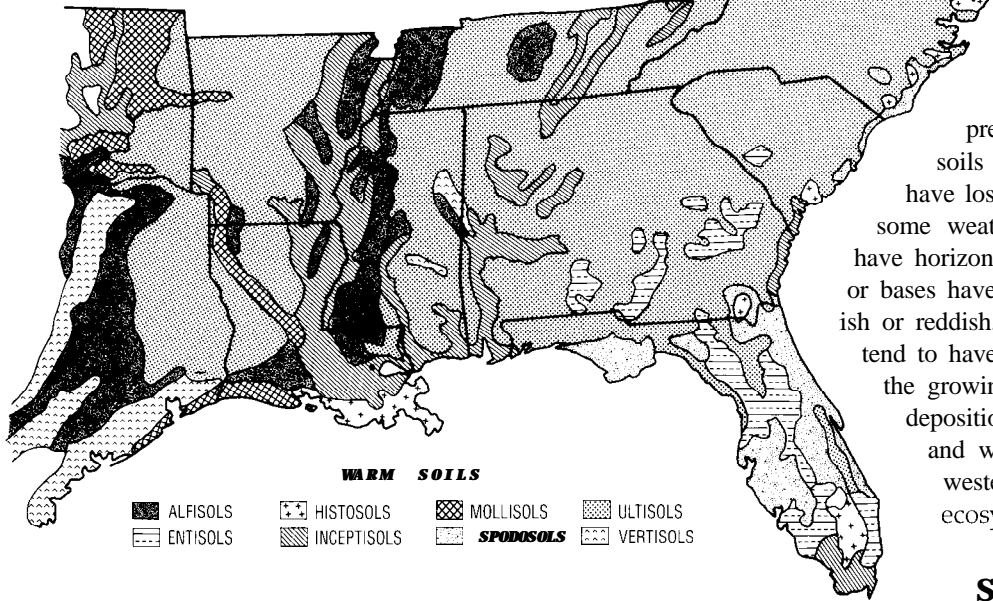 pre
soils
have los
some weat
have horizon
or bases have
ish or reddish.
tend to have
the growin
depositio
and w
weste
ecosy
S
WARM SOILS
ALFISOLS HISTOSOLS MOLLISOLS ULTISOLS
ENTISOLS INCEPTISOLS SPODOSOLS VERTISOLS